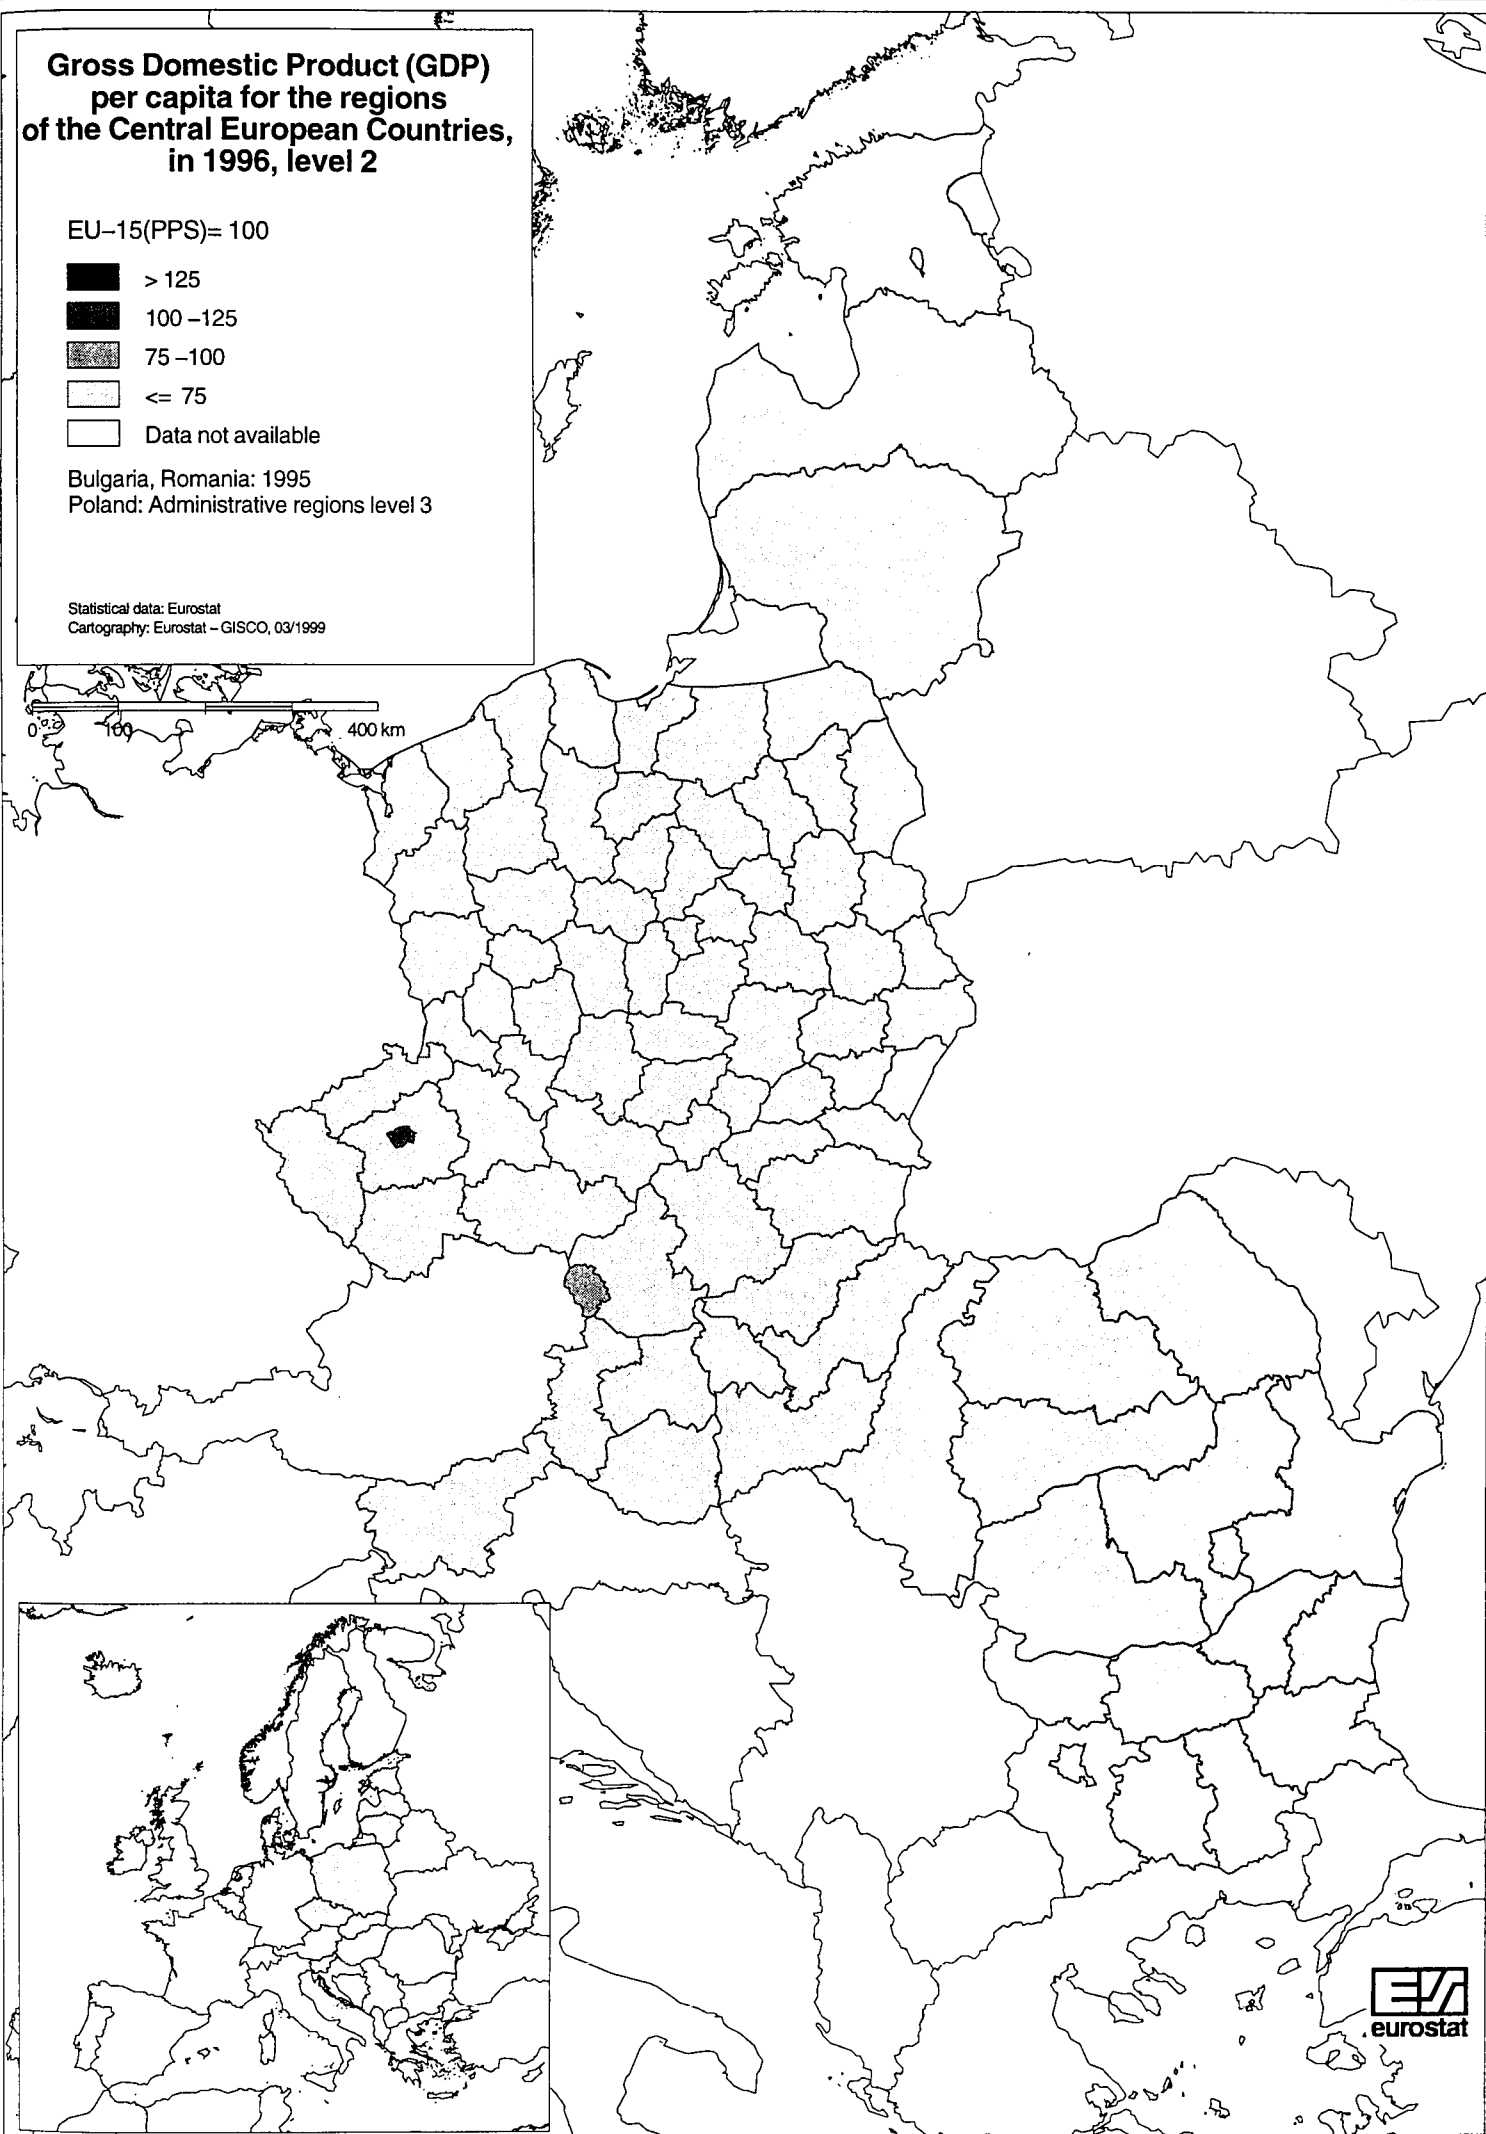 Gross Domestic Product (GDP)
per capita for the regions
of the Central European Countries,
in 1996, level 2
EU–15(PPS)= 100
> 125
100 –125
75 –100
<= 75
Data not available
Bulgaria, Romania: 1995
Poland: Administrative regions level 3
Statistical data: Eurostat
Cartography: Eurostat – GISCO, 03/1999
0 100 400 km
eurostat